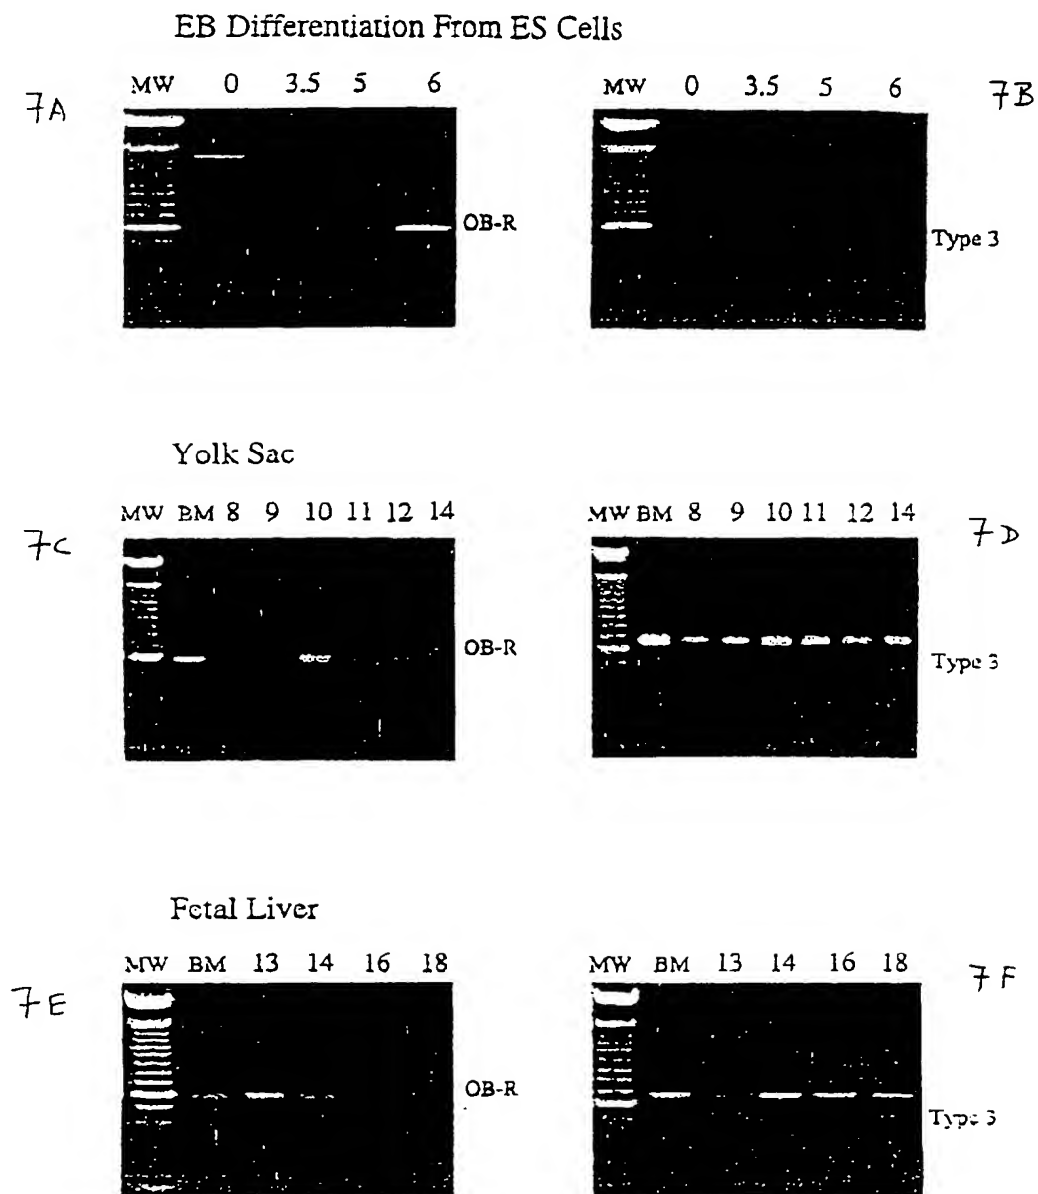 EB Differentiation From ES Cells
7A
MW 0 3.5 5 6
OB-R
7B
MW 0 3.5 5 6
Type 3
Yolk Sac
7C
MW BM 8 9 10 11 12 14
OB-R
7D
MW BM 8 9 10 11 12 14
Type 3
Fetal Liver
7E
MW BM 13 14 16 18
OB-R
7F
MW BM 13 14 16 18
Type 3